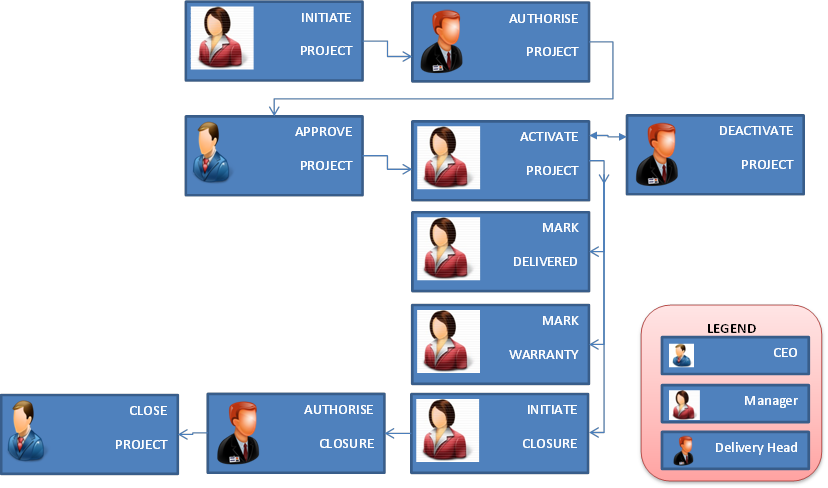 INITIATE
PROJECT
AUTHORISE
PROJECT
APPROVE
PROJECT
ACTIVATE
PROJECT
DEACTIVATE
PROJECT
MARK
DELIVERED
MARK
WARRANTY
INITIATE
CLOSURE
AUTHORISE
CLOSURE
CLOSE
PROJECT
LEGEND
CEO
Manager
Delivery Head